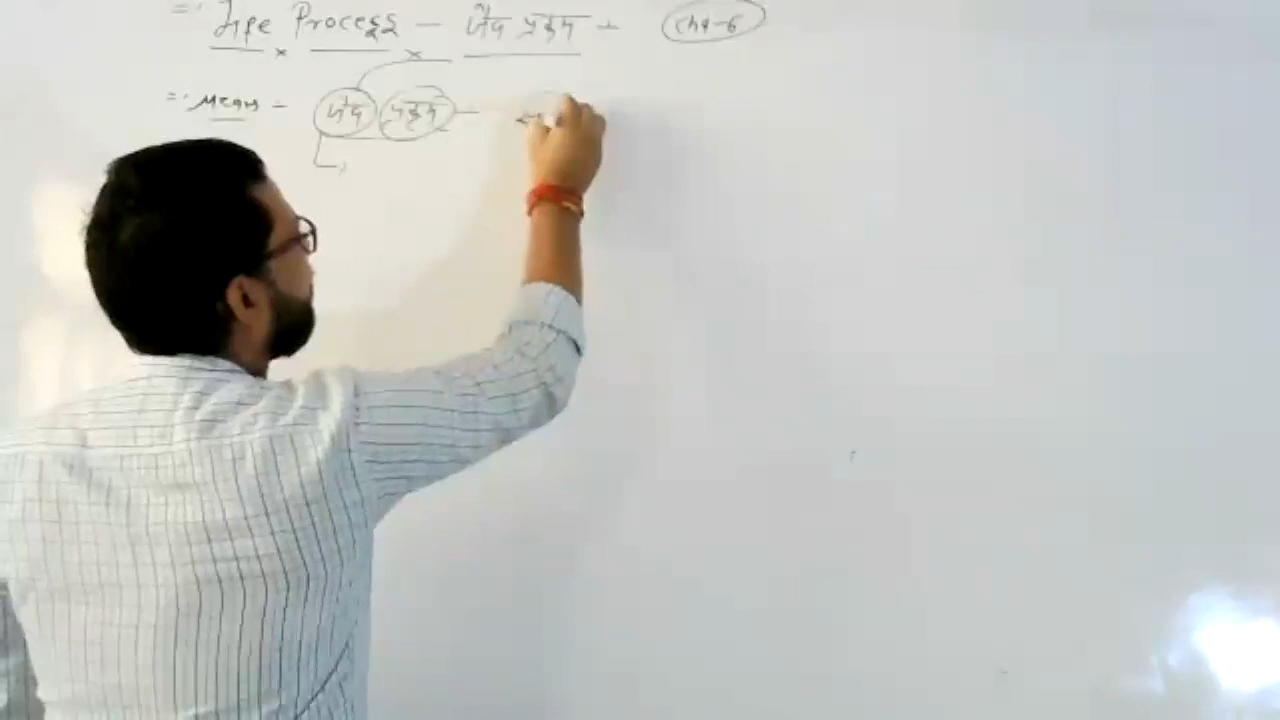 =: Life Process - जैव प्रक्रम - Ch-6
=: Mean - जैव प्रक्रम -